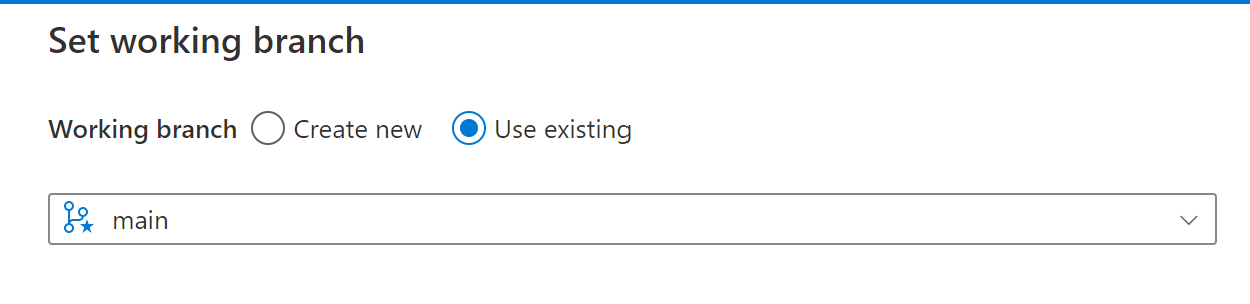 Set working branch
Working branch Create new Use existing
main